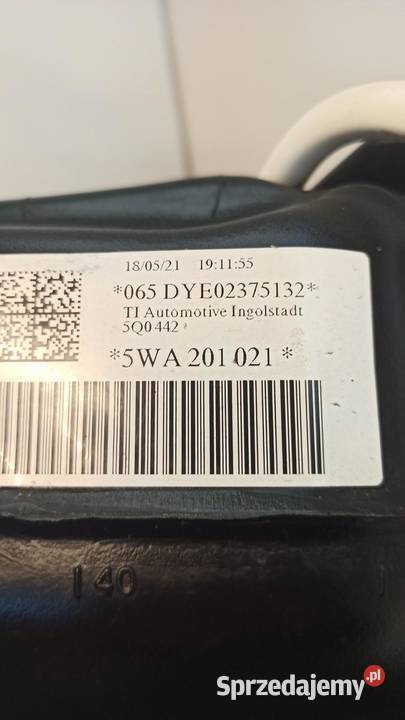 18/05/21 19:11:55
*065 DYE02375132*
TI Automotive Ingolstadt
5Q0 442
*5WA 201 021 *
140
Sprzedajemy.pl